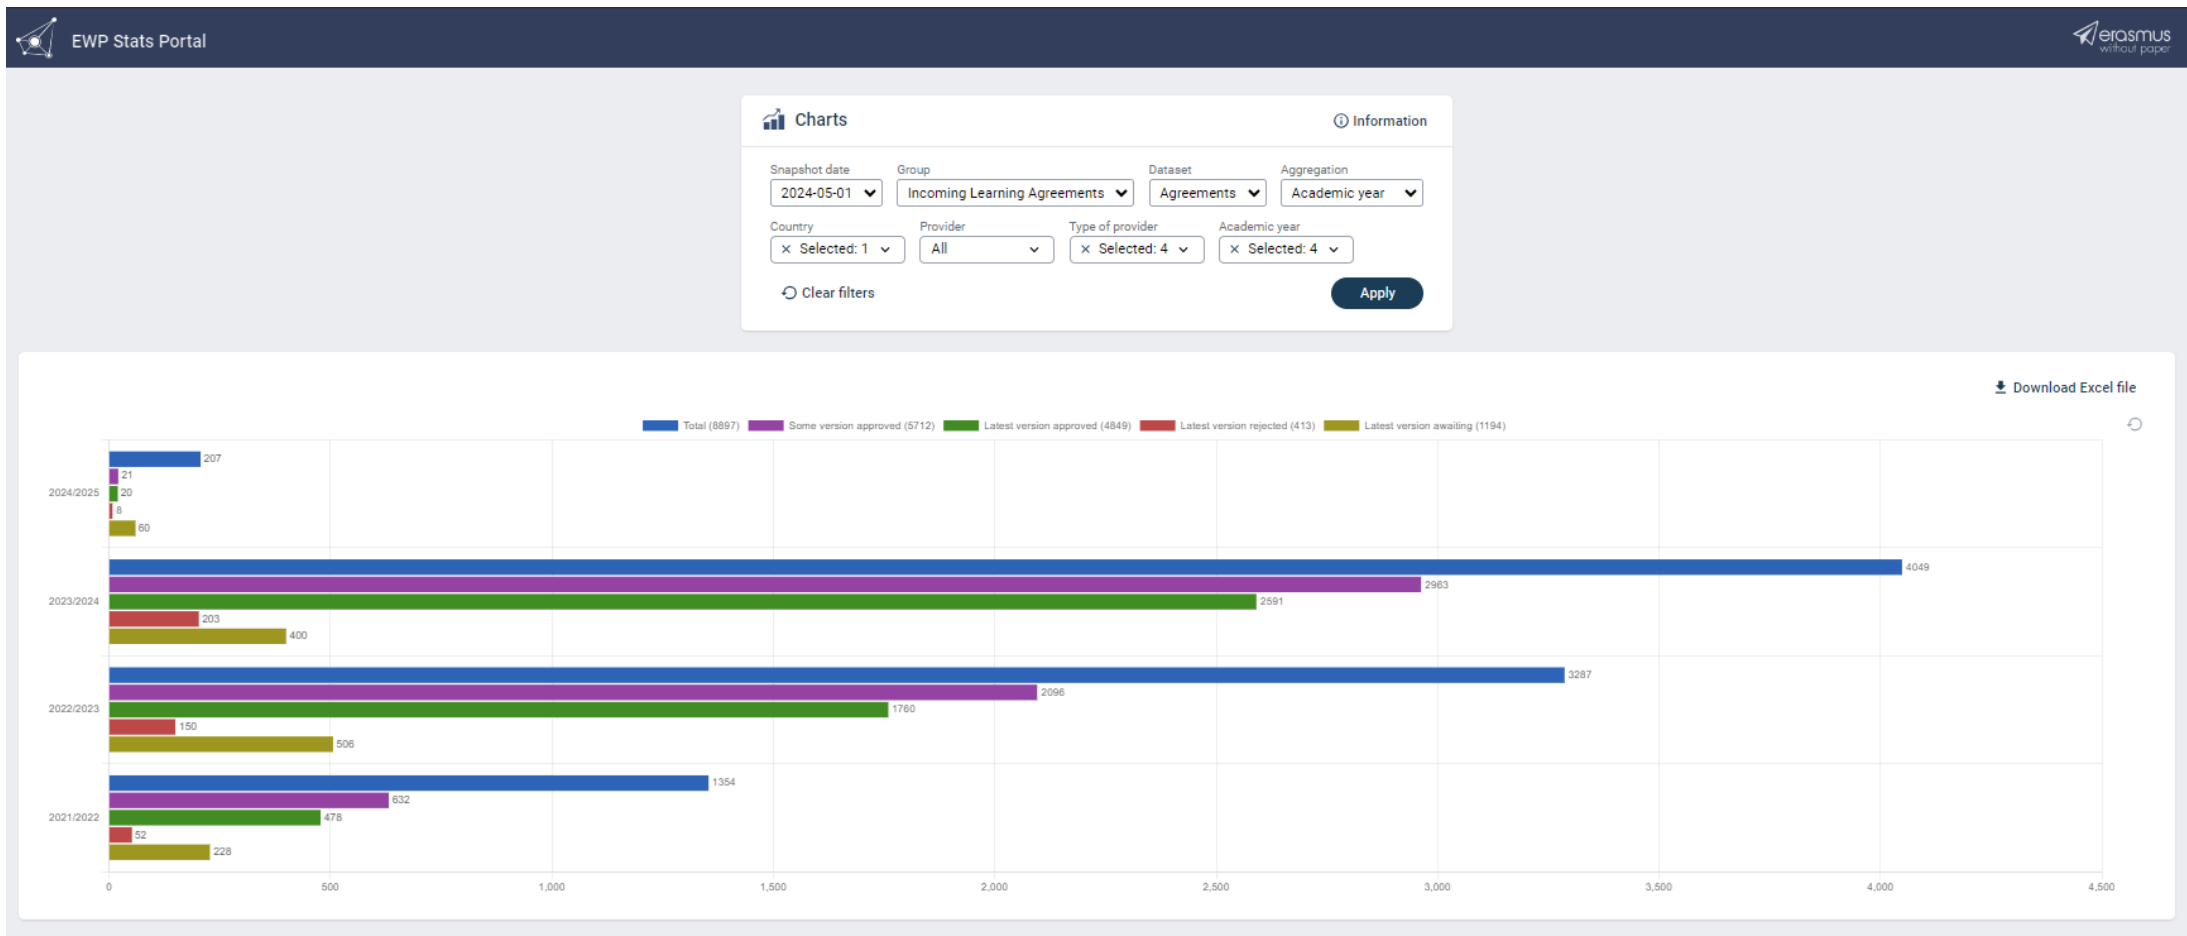 EWP Stats Portal
erasmus
without paper
Charts
Information
Snapshot date Group Dataset Aggregation
2024-05-01 Incoming Learning Agreements Agreements Academic year
Country Provider Type of provider Academic year
× Selected: 1 All × Selected: 4 × Selected: 4
Clear filters Apply
Download Excel file
Total (8897) Some version approved (5712) Latest version approved (4849) Latest version rejected (413) Latest version awaiting (1194)
2024/2025
207
21
20
8
60
2023/2024
4049
2963
2591
203
400
2022/2023
3287
2096
1760
150
506
2021/2022
1354
632
478
52
228
0 500 1,000 1,500 2,000 2,500 3,000 3,500 4,000 4,500